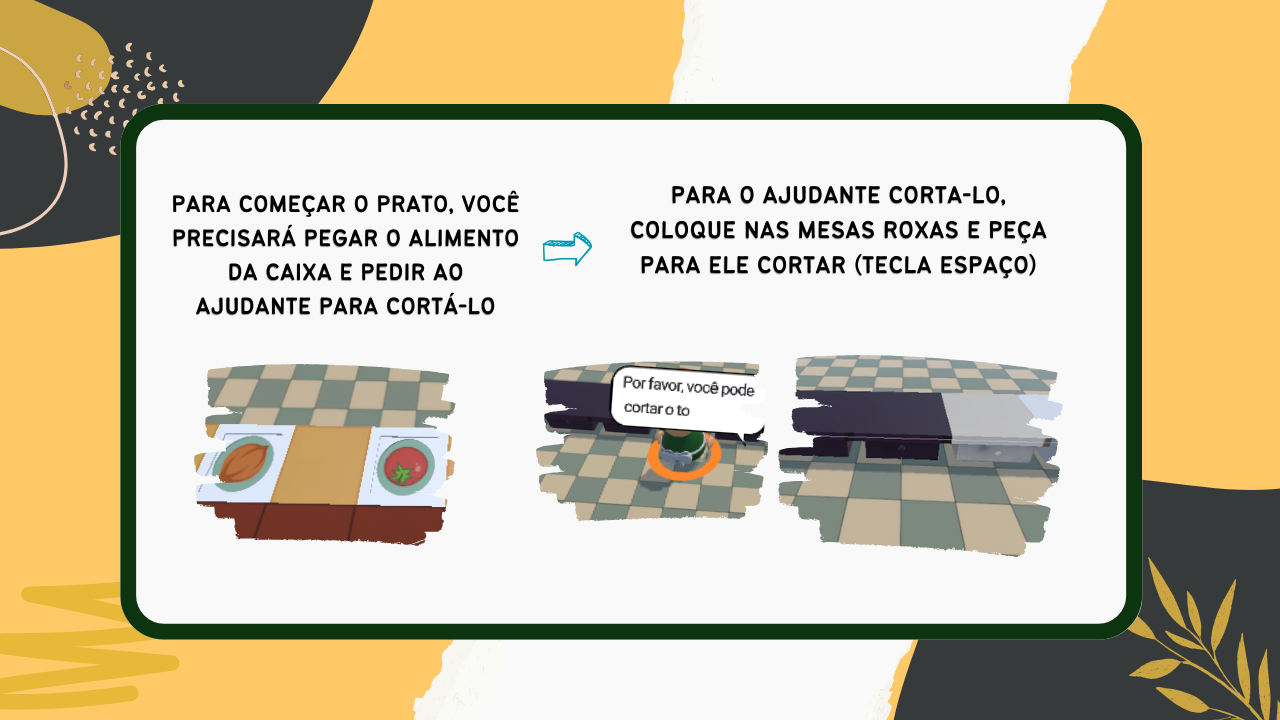 PARA COMEÇAR O PRATO, VOCÊ
PRECISARÁ PEGAR O ALIMENTO
DA CAIXA E PEDIR AO
AJUDANTE PARA CORTÁ-LO
PARA O AJUDANTE CORTA-LO,
COLOQUE NAS MESAS ROXAS E PEÇA
PARA ELE CORTAR (TECLA ESPAÇO)
Por favor, você pode
cortar o to